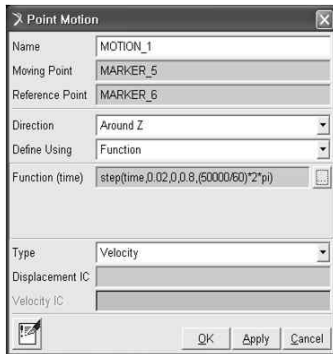 Point Motion
Name MOTION_1
Moving Point MARKER_5
Reference Point MARKER_6
Direction Around Z
Define Using Function
Function (time) step(time,0.02,0,0.8,(50000/60)*2*pi)
...
Type Velocity
Displacement IC
Velocity IC
OK Apply Cancel